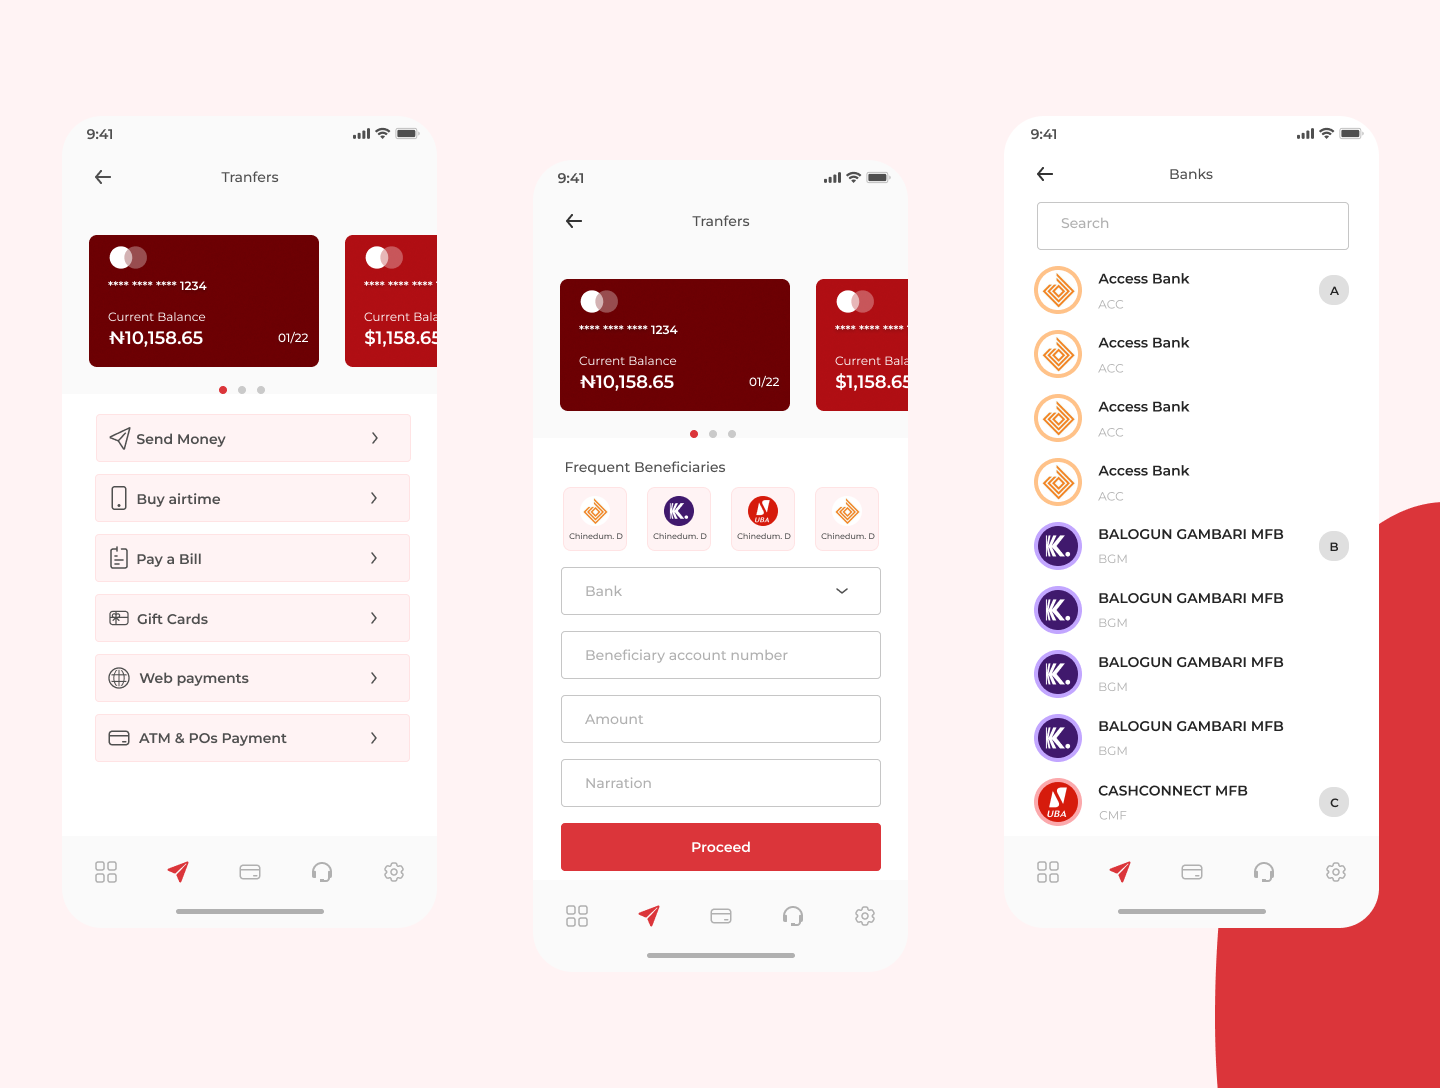 9:41
Tranfers
**** **** **** 1234
Current Balance
₦10,158.65
01/22
**** **** ****
Current Bala
$1,158.65
Send Money
Buy airtime
Pay a Bill
Gift Cards
Web payments
ATM & POs Payment
9:41
Tranfers
**** **** **** 1234
Current Balance
₦10,158.65
01/22
**** **** ****
Current Bala
$1,158.65
Frequent Beneficiaries
K.
UBA
Chinedum. D
Chinedum. D
Chinedum. D
Chinedum. D
Bank
Beneficiary account number
Amount
Narration
Proceed
9:41
Banks
Search
Access Bank
ACC
A
Access Bank
ACC
Access Bank
ACC
Access Bank
ACC
K.
BALOGUN GAMBARI MFB
BGM
B
K.
BALOGUN GAMBARI MFB
BGM
K.
BALOGUN GAMBARI MFB
BGM
K.
BALOGUN GAMBARI MFB
BGM
UBA
CASHCONNECT MFB
CMF
C